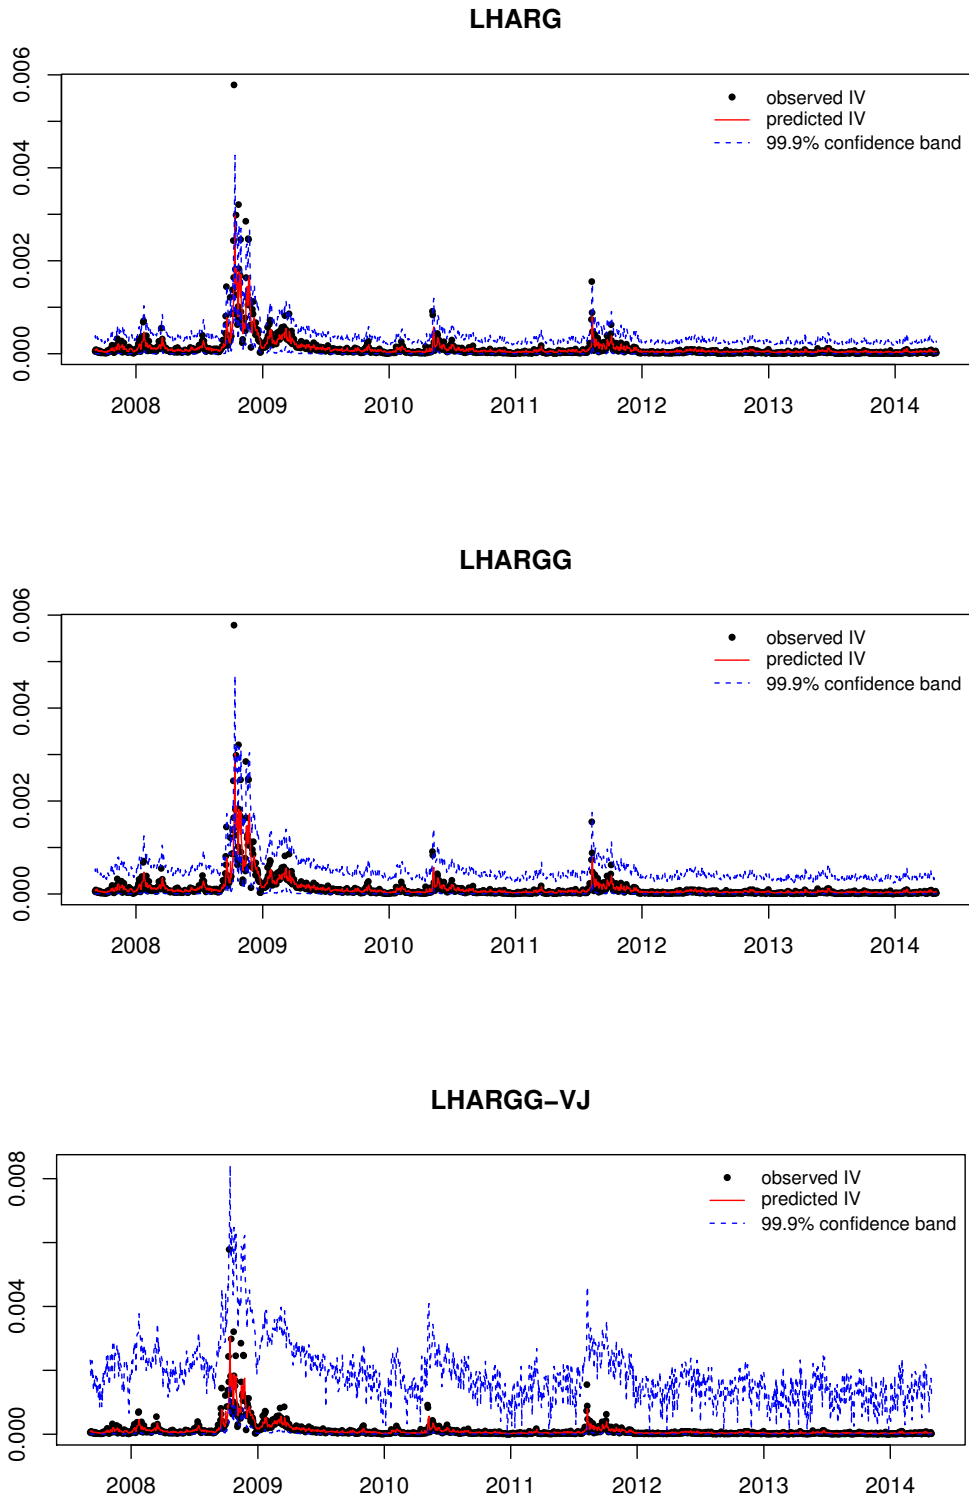 LHARG
0.006
0.004
0.002
0.000
observed IV
predicted IV
99.9% confidence band
2008 2009 2010 2011 2012 2013 2014
LHARGG
0.006
0.004
0.002
0.000
observed IV
predicted IV
99.9% confidence band
2008 2009 2010 2011 2012 2013 2014
LHARGG−VJ
0.008
0.004
0.000
observed IV
predicted IV
99.9% confidence band
2008 2009 2010 2011 2012 2013 2014